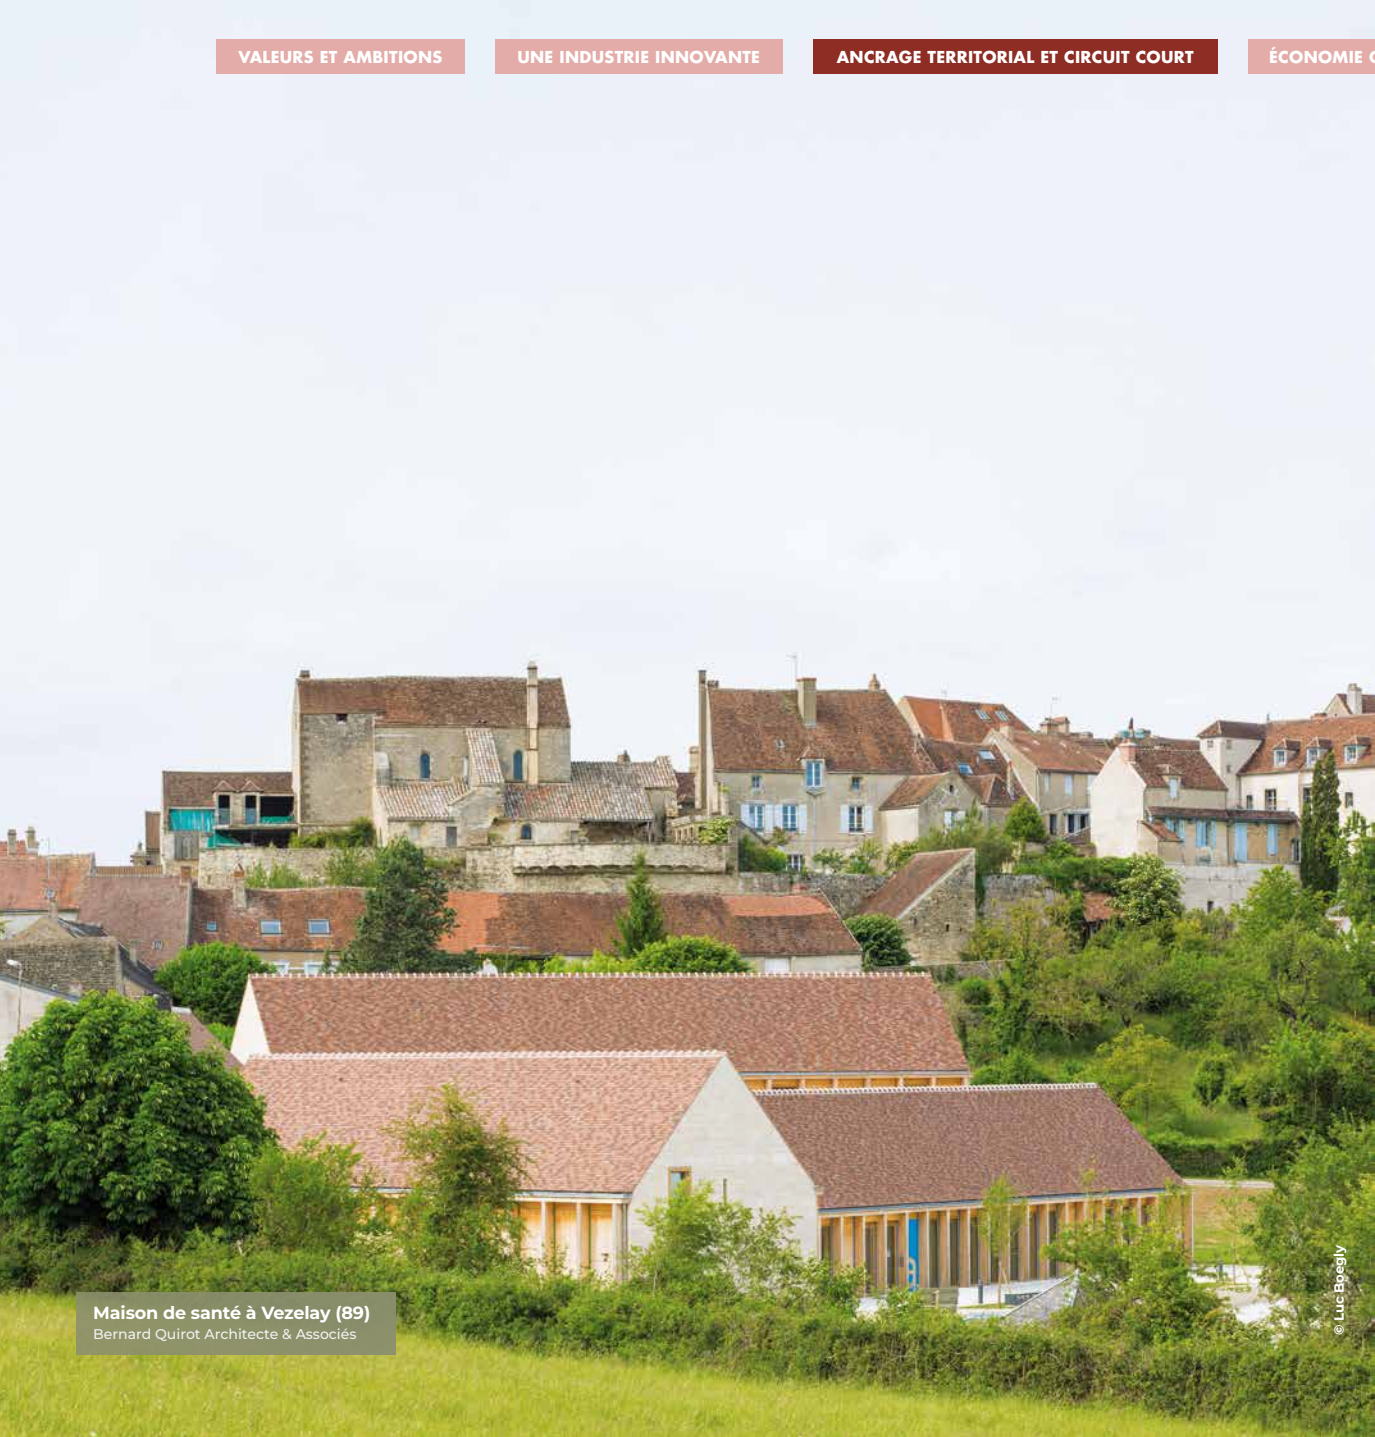 VALEURS ET AMBITIONS
UNE INDUSTRIE INNOVANTE
ANCRAGE TERRITORIAL ET CIRCUIT COURT
ÉCONOMIE
Maison de santé à Vezelay (89)
Bernard Quirot Architecte & Associés
© Luc Boegly